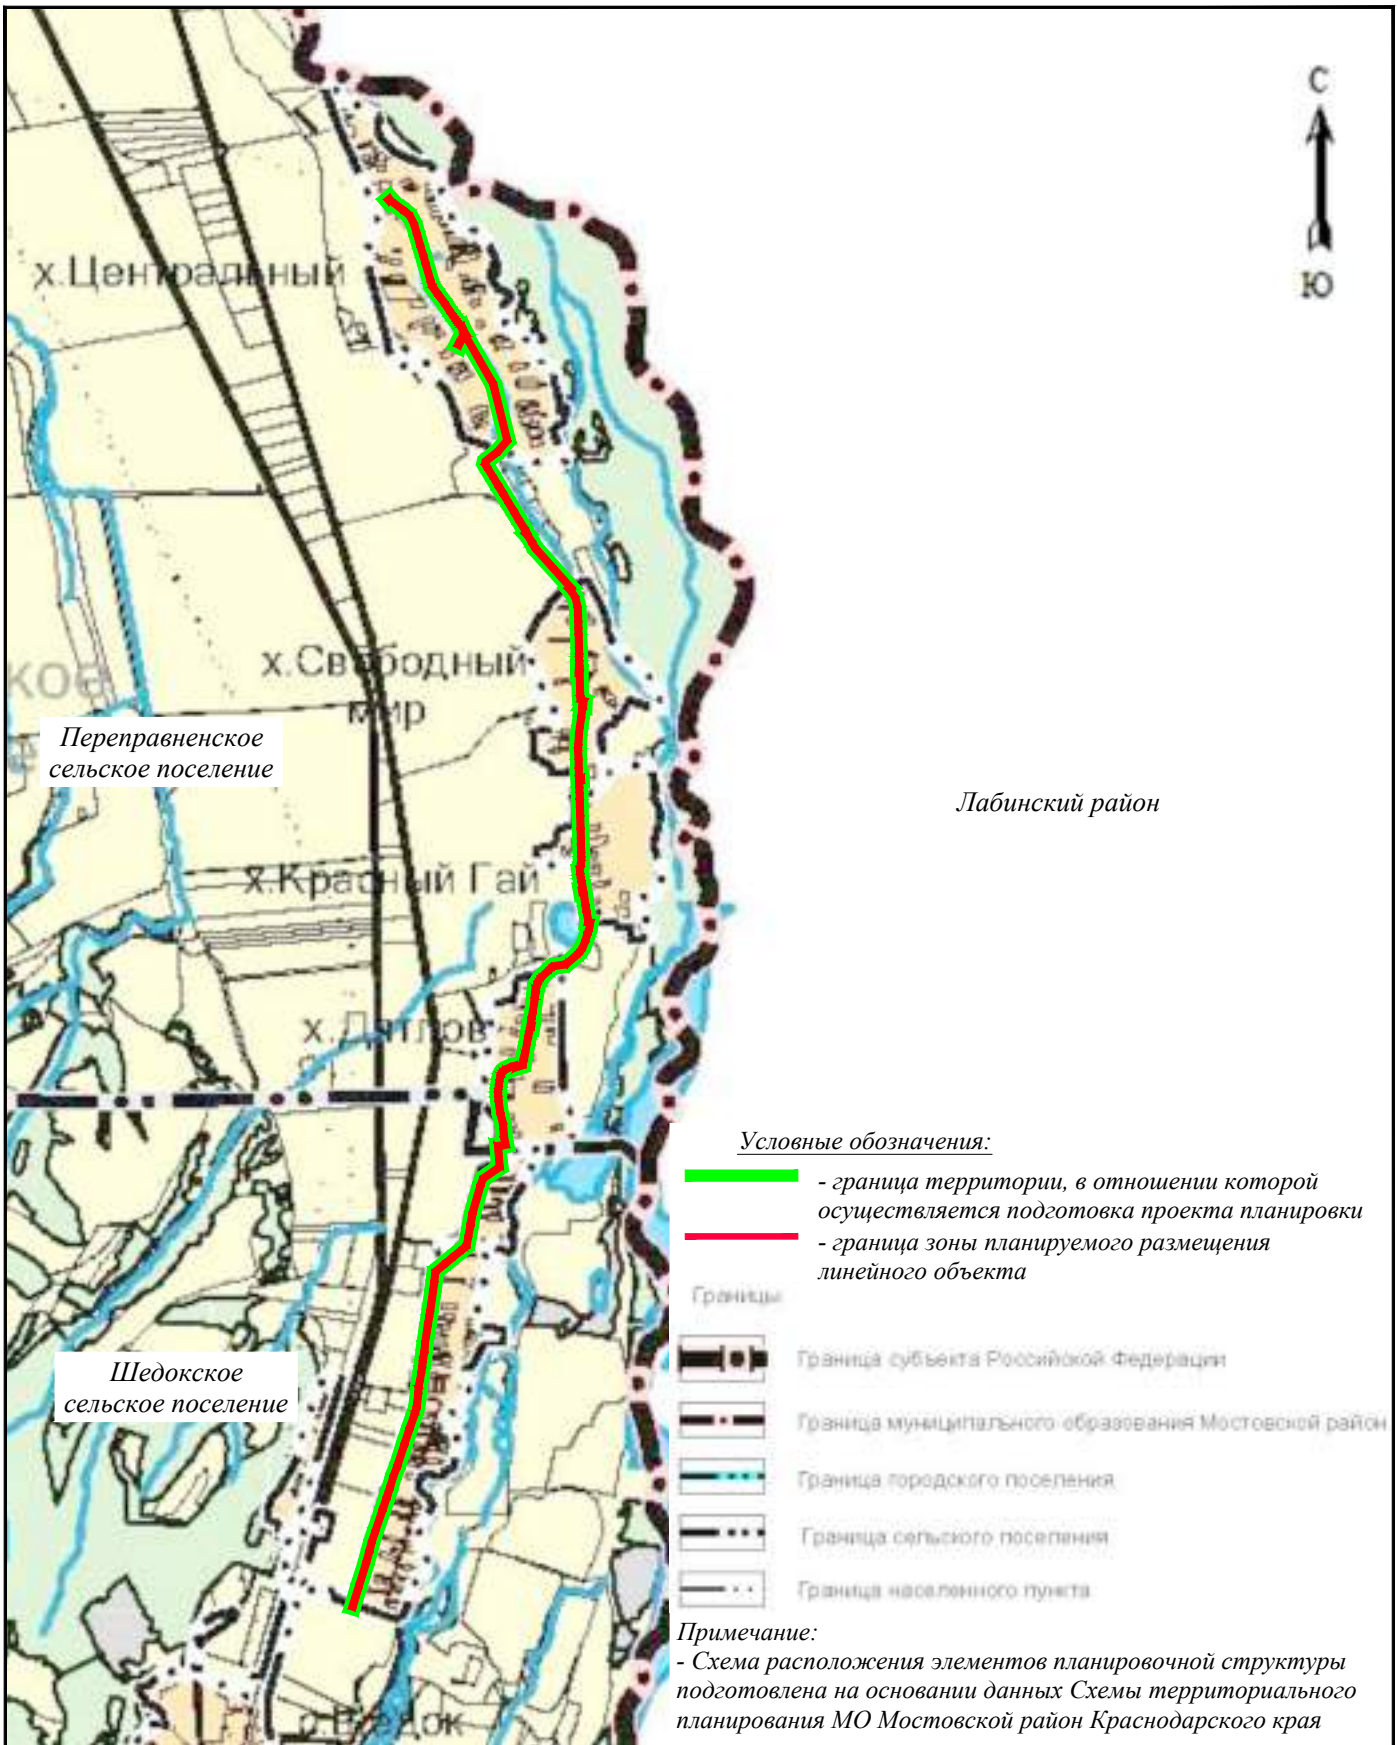 С
Ю
х.Центральный
х.Свободный
мир
кое
Переправненское
сельское поселение
Лабинский район
х.Красный Гай
х.Дятлов
Условные обозначения:
- граница территории, в отношении которой
осуществляется подготовка проекта планировки
- граница зоны планируемого размещения
линейного объекта
Границы
Граница субъекта Российской Федерации
Шедокское
сельское поселение
Граница муниципального образования Мостовской район
Граница городского поселения
Граница сельского поселения
Граница населенного пункта
Примечание:
- Схема расположения элементов планировочной структуры
подготовлена на основании данных Схемы территориального
планирования МО Мостовской район Краснодарского края